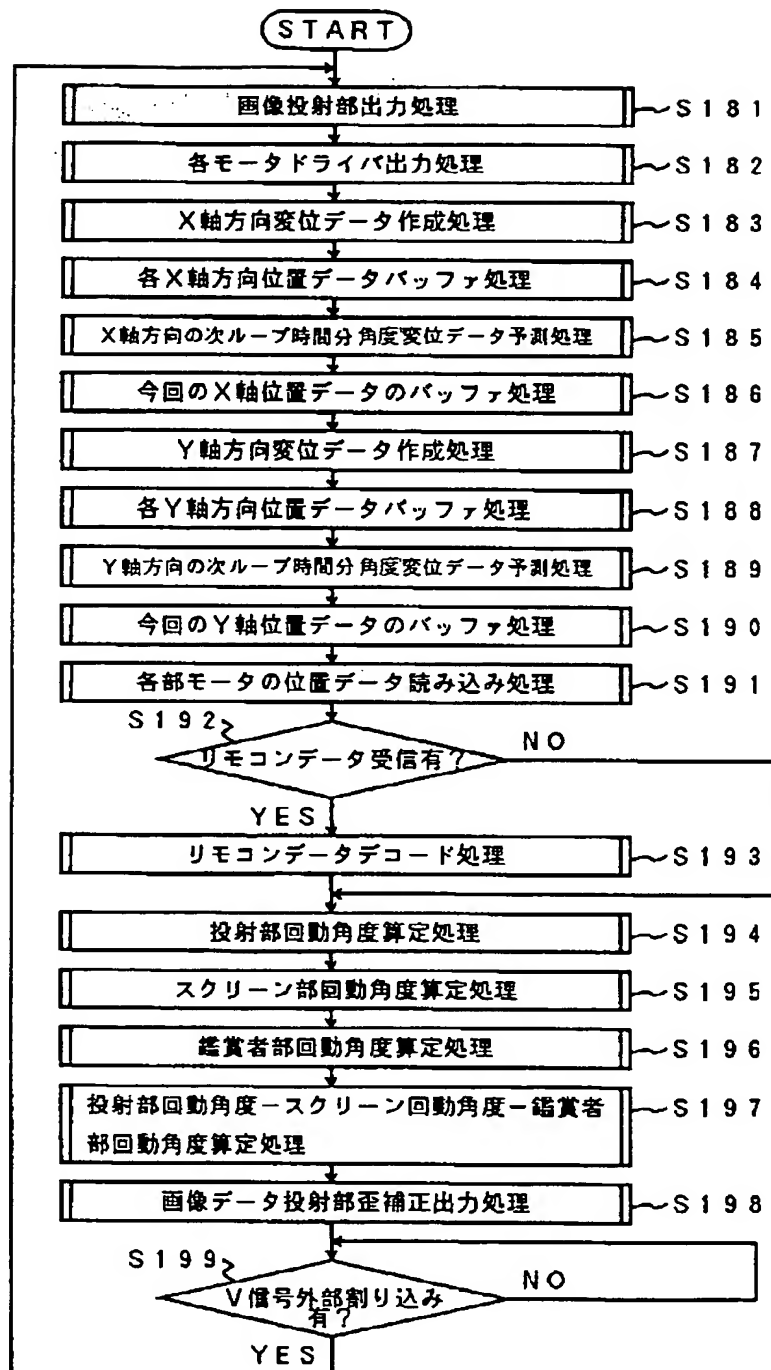 START
画像投射部出力処理 S181
各モータドライバ出力処理 S182
X軸方向変位データ作成処理 S183
各X軸方向位置データバッファ処理 S184
X軸方向の次ループ時間分角度変位データ予測処理 S185
今回のX軸位置データのバッファ処理 S186
Y軸方向変位データ作成処理 S187
各Y軸方向位置データバッファ処理 S188
Y軸方向の次ループ時間分角度変位データ予測処理 S189
今回のY軸位置データのバッファ処理 S190
各部モータの位置データ読み込み処理 S191
S192
リモコンデータ受信有? NO
YES
リモコンデータデコード処理 S193
投射部回動角度算定処理 S194
スクリーン部回動角度算定処理 S195
鑑賞者部回動角度算定処理 S196
投射部回動角度－スクリーン回動角度－鑑賞者 S197
部回動角度算定処理
画像データ投射部歪補正出力処理 S198
S199
V信号外部割り込み NO
有?
YES